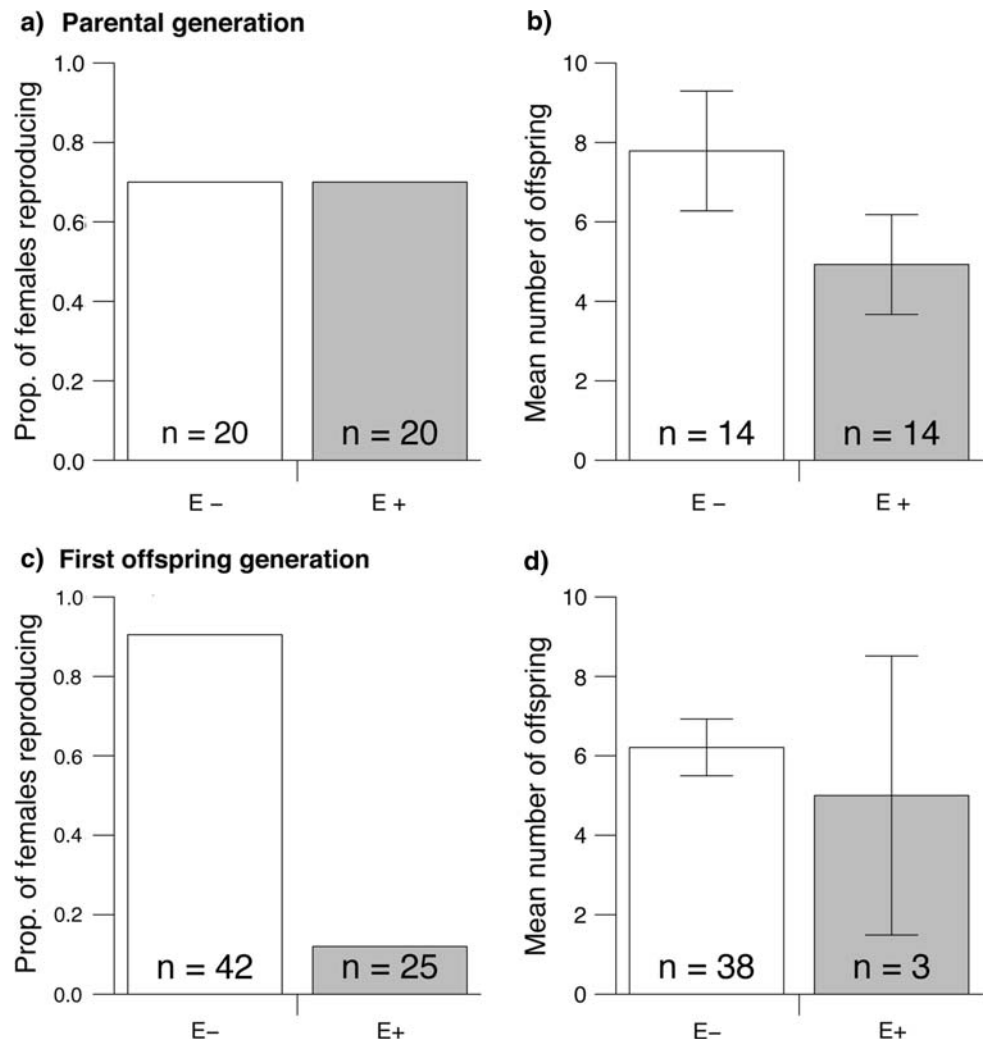 a) Parental generation
Prop. of females reproducing
1.0
0.8
0.6
0.4
0.2
0.0
n = 20
n = 20
E –
E +
b)
Mean number of offspring
10
8
6
4
2
0
n = 14
n = 14
E –
E +
c) First offspring generation
Prop. of females reproducing
1.0
0.8
0.6
0.4
0.2
0.0
n = 42
n = 25
E–
E+
d)
Mean number of offspring
10
8
6
4
2
0
n = 38
n = 3
E–
E+